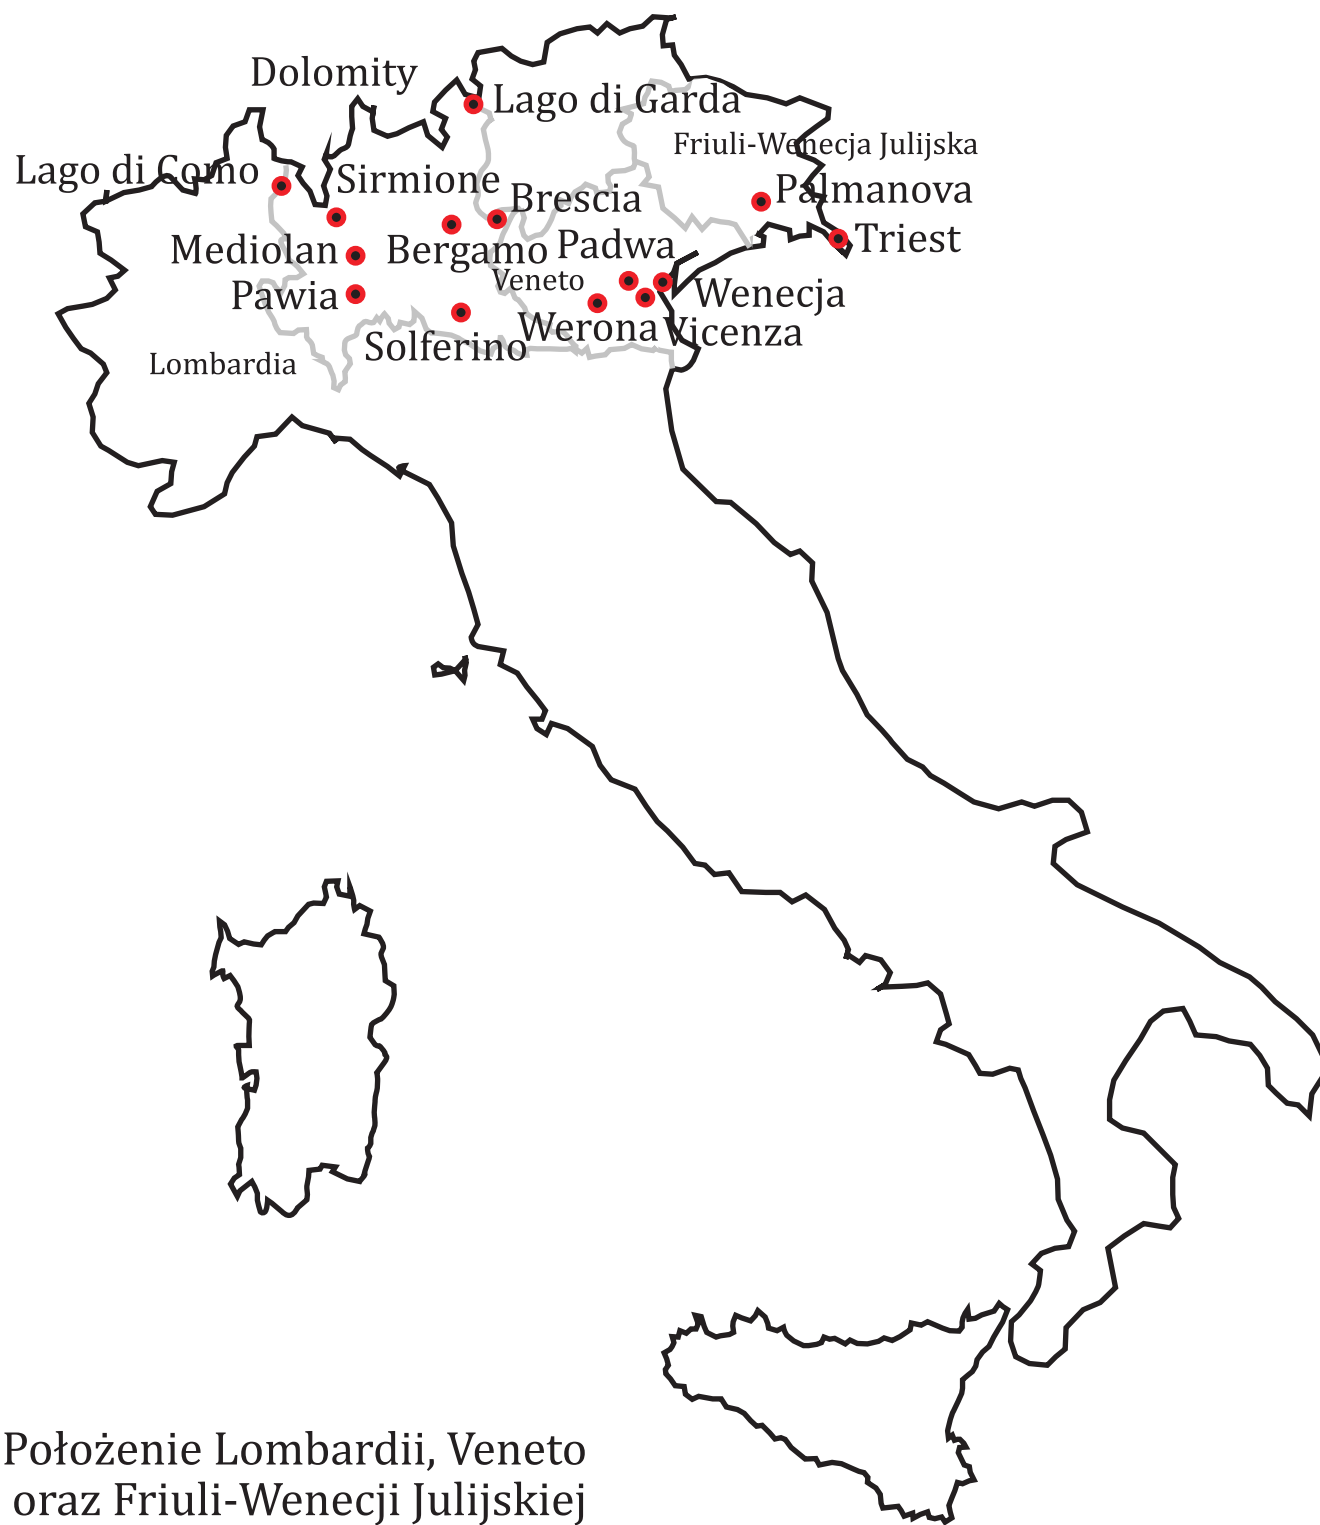 Dolomity
Lago di Garda
Friuli-Wenecja Julijska
Lago di Como
Sirmione
Brescia
Palmanova
Mediolan
Bergamo
Padwa
Triest
Pawia
Veneto
Wenecja
Solferino
Werona
Vicenza
Lombardia
Położenie Lombardii, Veneto
oraz Friuli-Wenecji Julijskiej